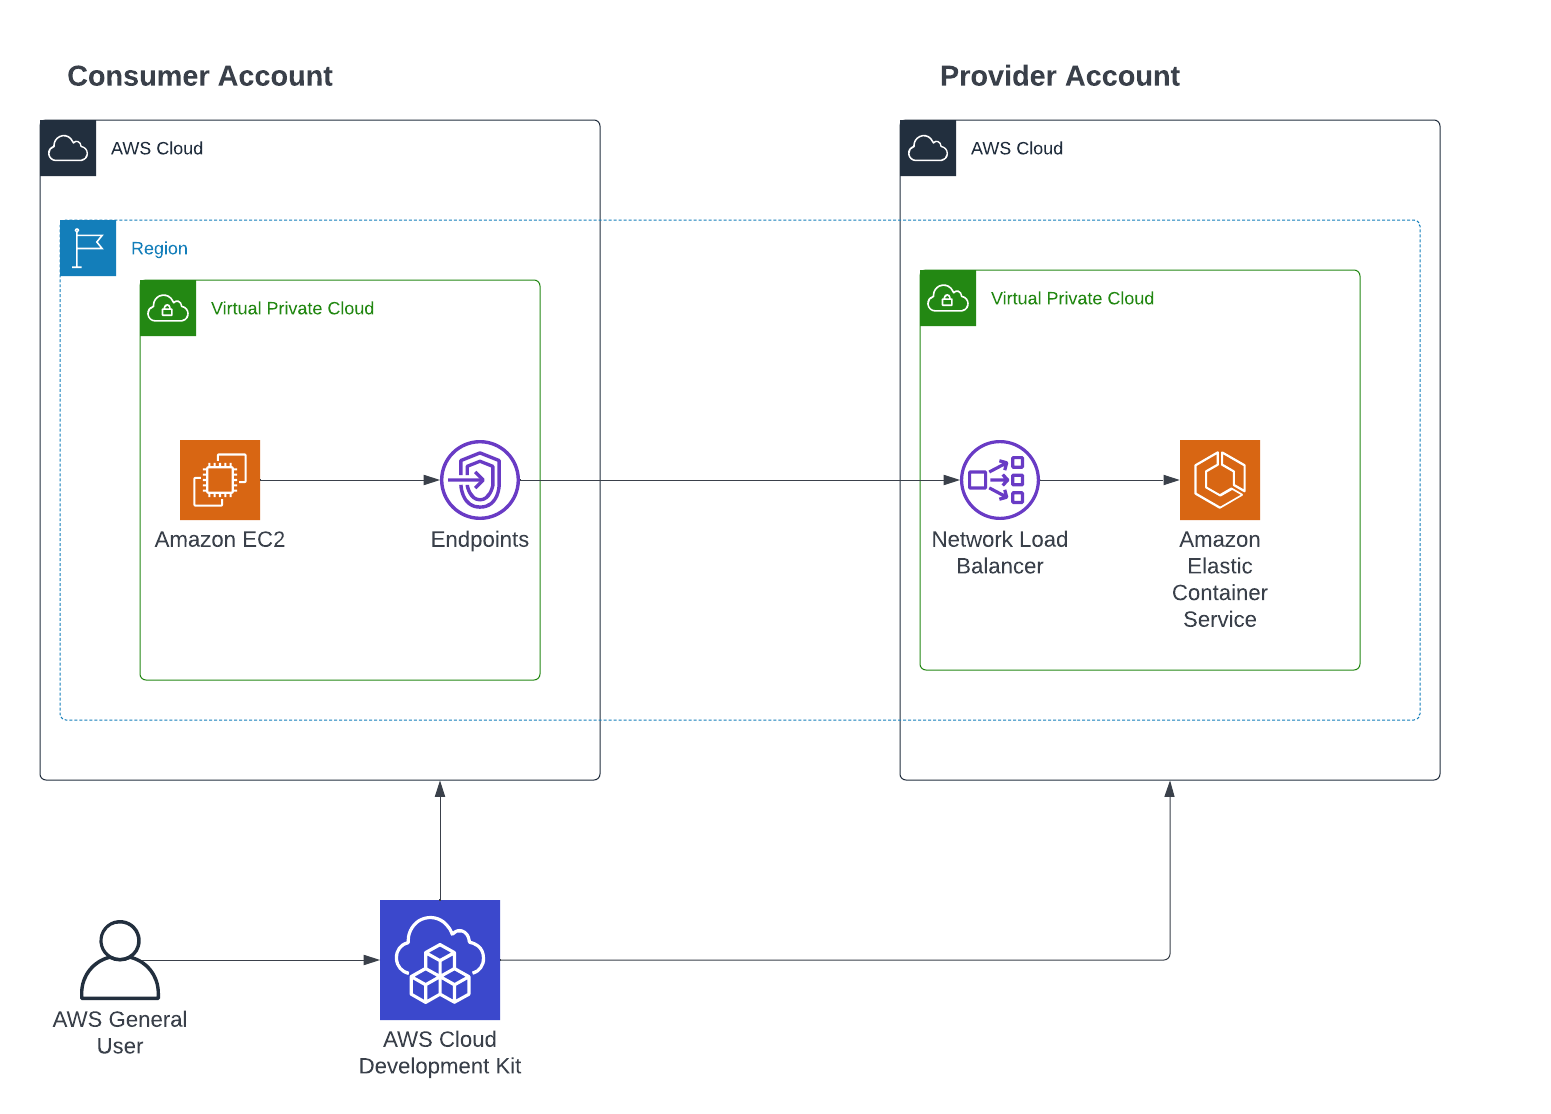 Consumer Account
Provider Account
AWS Cloud
AWS Cloud
Region
Virtual Private Cloud
Virtual Private Cloud
Amazon EC2
Endpoints
Network Load
Balancer
Amazon
Elastic
Container
Service
AWS General
User
AWS Cloud
Development Kit